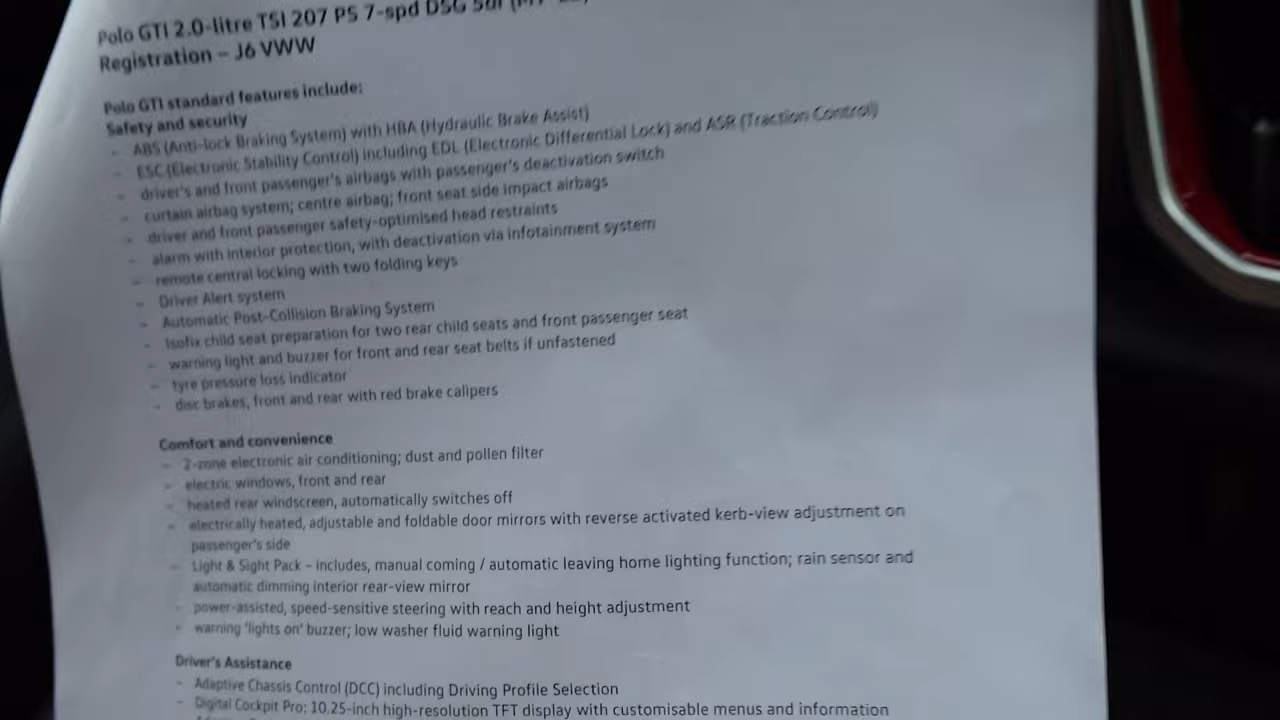 Polo GTI 2.0-litre TSI 207 PS 7-spd DSG 5dr
Registration – J6 VWW
Polo GTI standard features include:
Safety and security
- ABS (Anti-lock Braking System) with HBA (Hydraulic Brake Assist)
- ESC (Electronic Stability Control) including EDL (Electronic Differential Lock) and ASR (Traction Control)
- driver's and front passenger's airbags with passenger's deactivation switch
- curtain airbag system; centre airbag; front seat side impact airbags
- driver and front passenger safety-optimised head restraints
- alarm with interior protection, with deactivation via infotainment system
- remote central locking with two folding keys
- Driver Alert system
- Automatic Post-Collision Braking System
- Isofix child seat preparation for two rear child seats and front passenger seat
- warning light and buzzer for front and rear seat belts if unfastened
- tyre pressure loss indicator
- disc brakes, front and rear with red brake calipers
Comfort and convenience
- 2-zone electronic air conditioning; dust and pollen filter
- electric windows, front and rear
- heated rear windscreen, automatically switches off
- electrically heated, adjustable and foldable door mirrors with reverse activated kerb-view adjustment on
passenger's side
- Light & Sight Pack – includes, manual coming / automatic leaving home lighting function; rain sensor and
automatic dimming interior rear-view mirror
- power-assisted, speed-sensitive steering with reach and height adjustment
- warning 'lights on' buzzer; low washer fluid warning light
Driver's Assistance
- Adaptive Chassis Control (DCC) including Driving Profile Selection
- Digital Cockpit Pro: 10.25-inch high-resolution TFT display with customisable menus and information